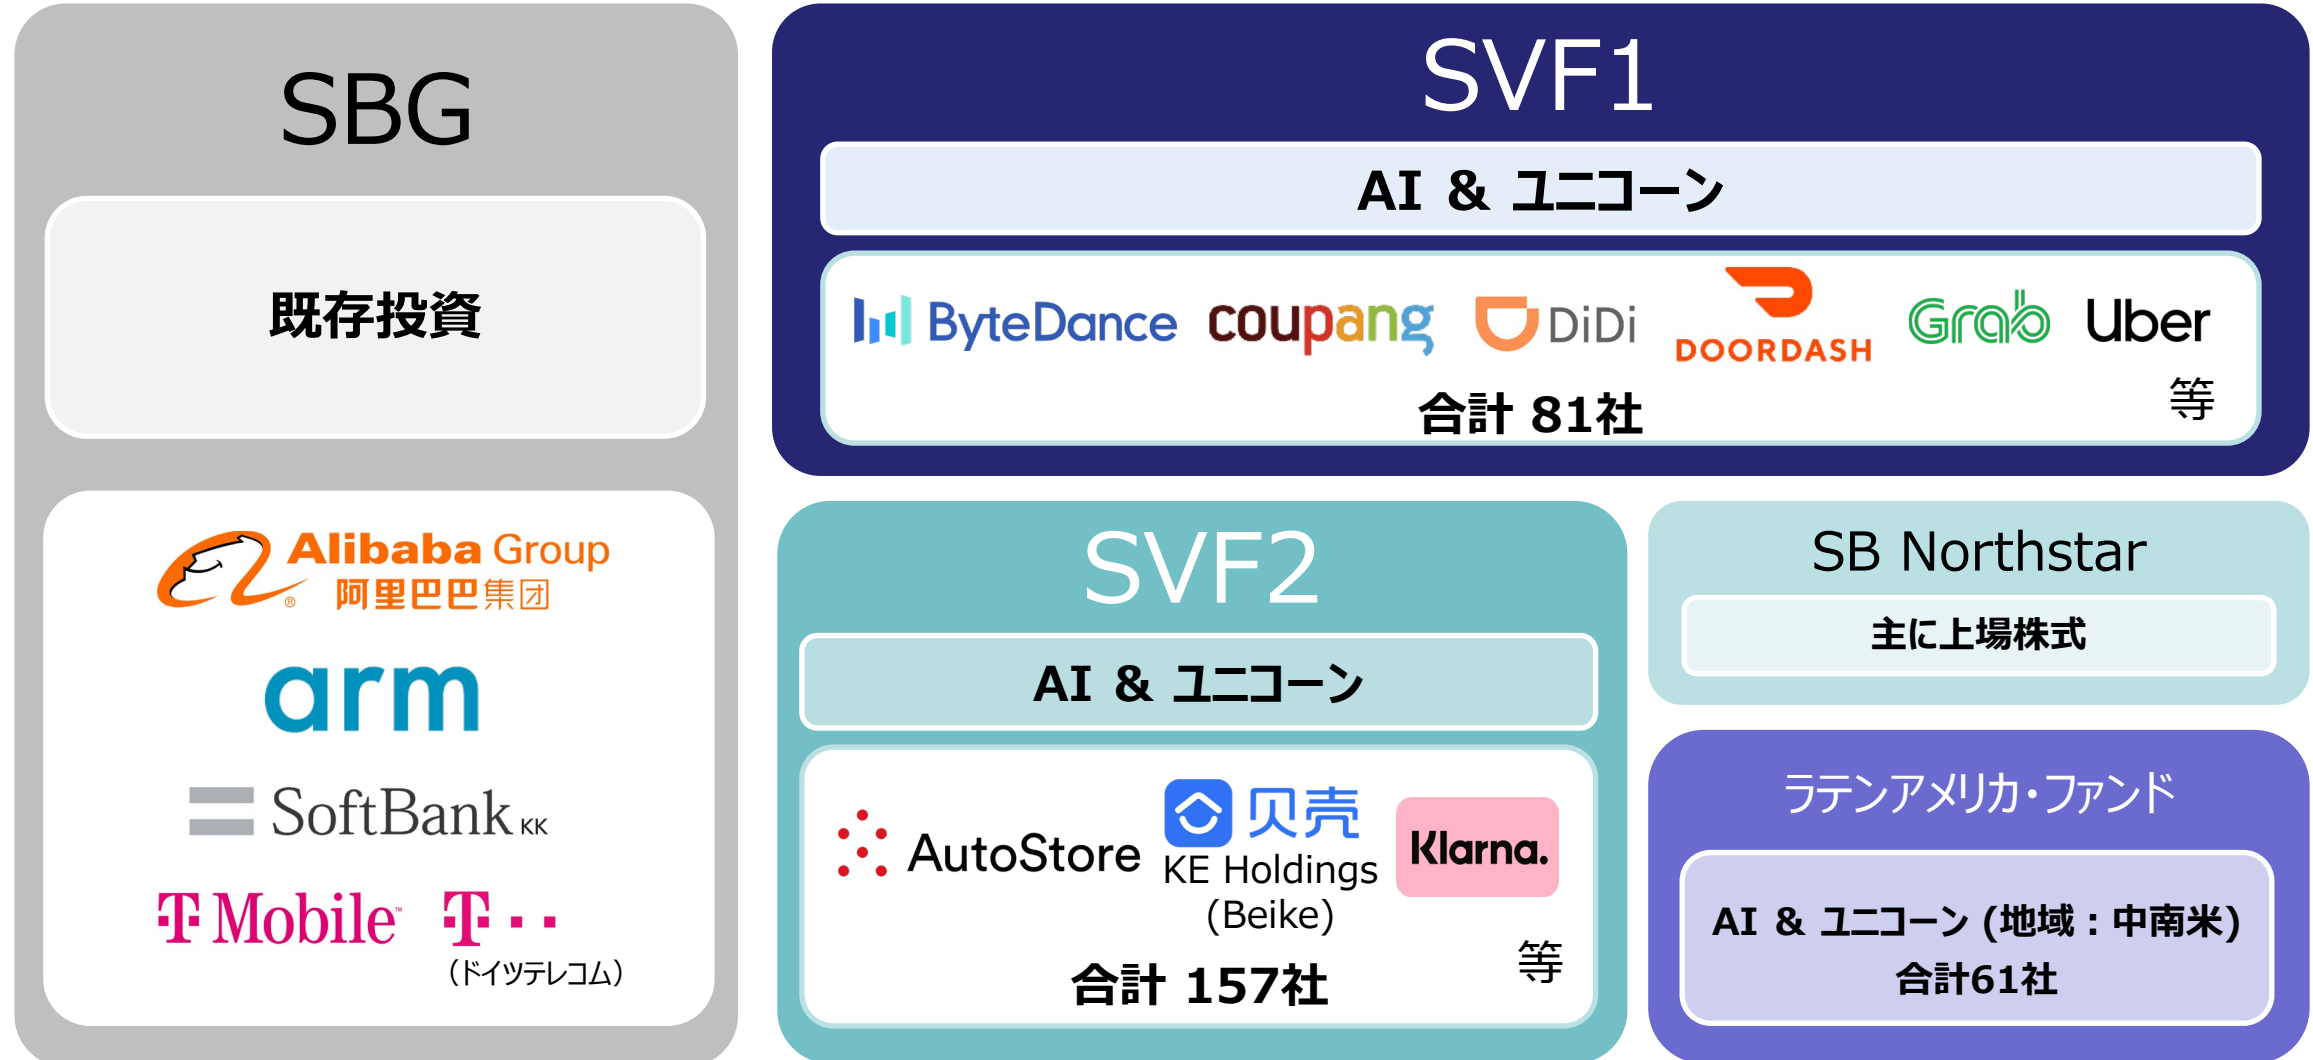 SBG
既存投資
Alibaba Group
阿里巴巴集团
®
arm
SoftBank KK
T Mobile™ T
（ドイツテレコム）
SVF1
AI & ユニコーン
ByteDance coupang DiDi DOORDASH Grab Uber
等
合計 81社
SVF2
AI & ユニコーン
AutoStore 贝壳 Klarna.
KE Holdings
(Beike)
等
合計 157社
SB Northstar
主に上場株式
ラテンアメリカ・ファンド
AI & ユニコーン (地域：中南米)
合計61社